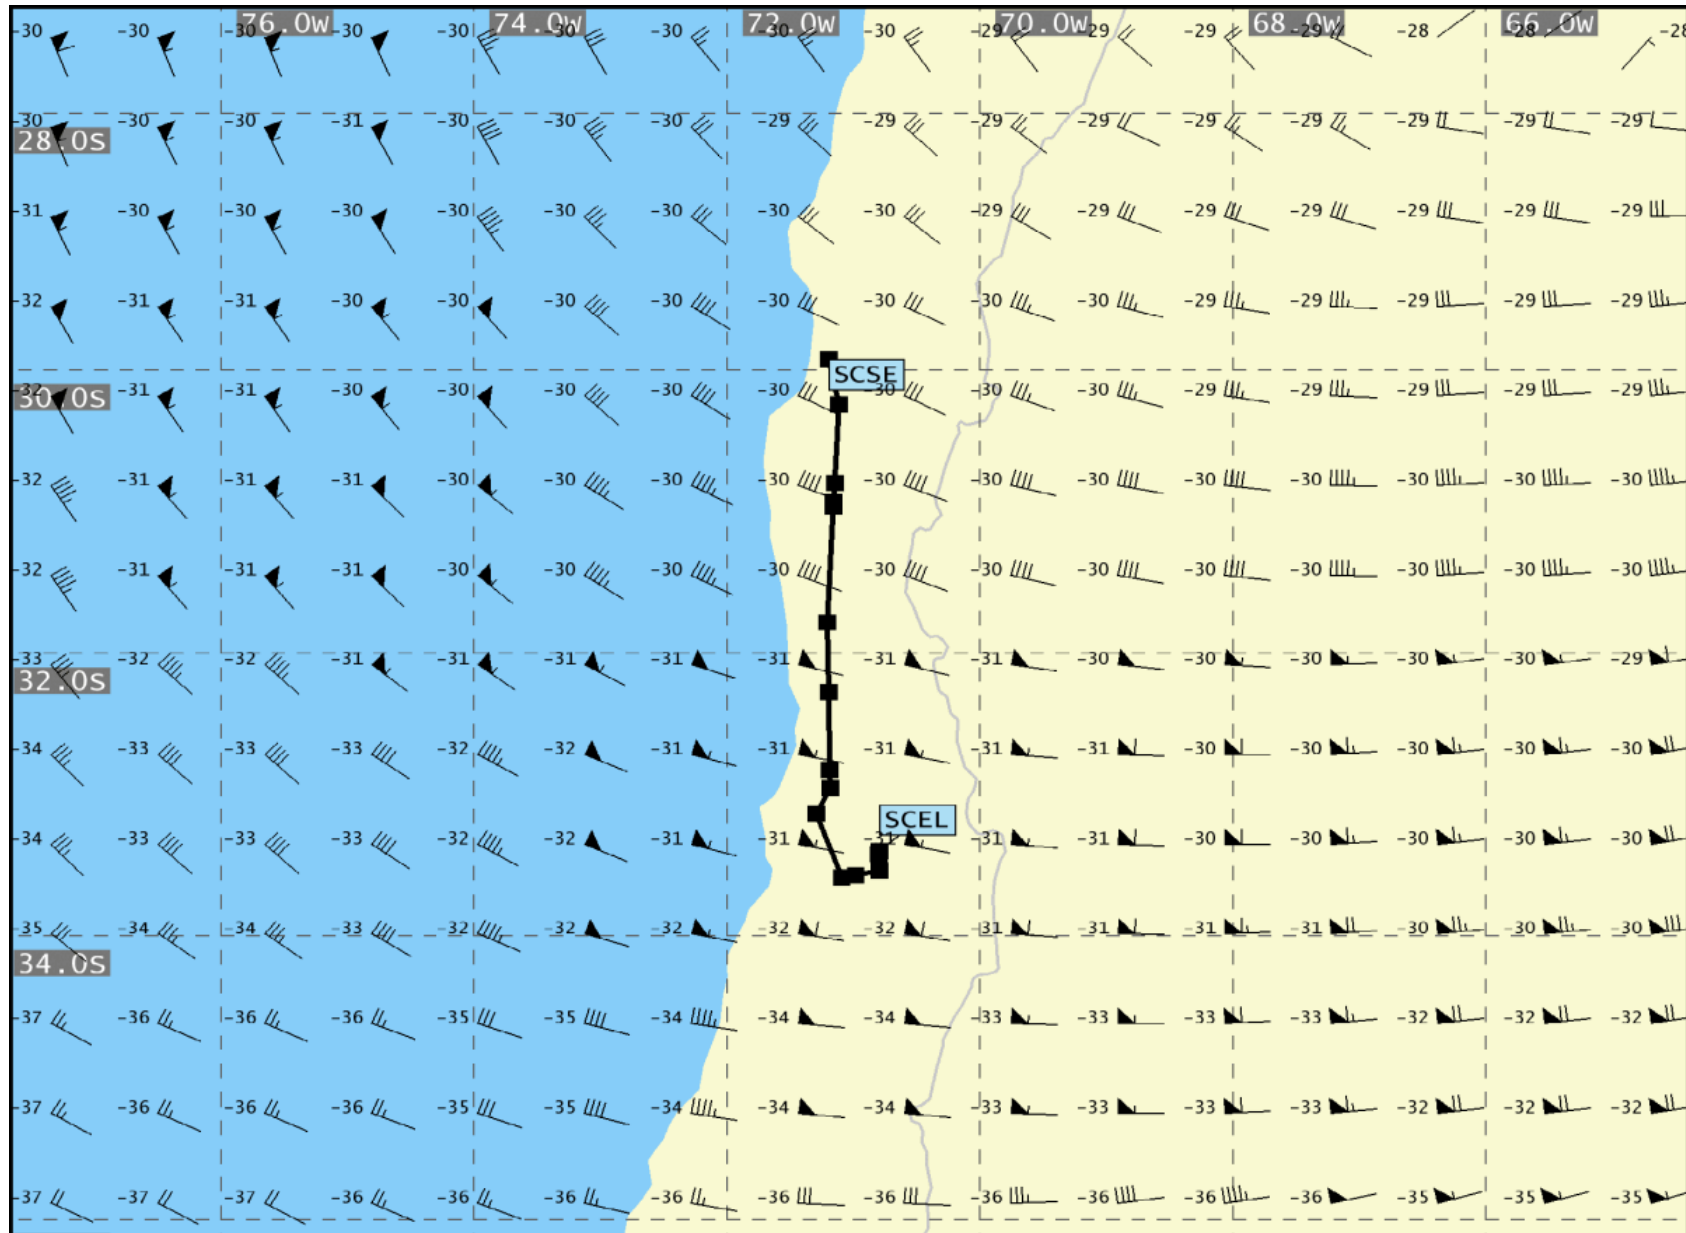 76.0W 74.0W 72.0W 70.0W 68.0W 66.0W
-30 -30 -30 -30 -30 -30 -30 -30 -30 -29 -29 -29 -29 -28 -28 -28
-30 -30 -30 -31 -30 -30 -30 -29 -29 -29 -29 -29 -29 -29 -29 -29
28.0S
-31 -30 -30 -30 -30 -30 -30 -30 -30 -29 -29 -29 -29 -29 -29 -29
-32 -31 -31 -30 -30 -30 -30 -30 -30 -30 -30 -29 -29 -29 -29 -29
SCSE
-32 -31 -31 -31 -30 -30 -30 -30 -30 -30 -30 -29 -29 -29 -29 -29
30.0S
-32 -31 -31 -31 -30 -30 -30 -30 -30 -30 -30 -30 -30 -30 -30 -30
-32 -31 -31 -31 -30 -30 -30 -30 -30 -30 -30 -30 -30 -30 -30 -30
-33 -32 -32 -31 -31 -31 -31 -31 -31 -31 -30 -30 -30 -30 -30 -29
32.0S
-34 -33 -33 -33 -32 -32 -31 -31 -31 -31 -31 -30 -30 -30 -30 -30
SCEL
-34 -33 -33 -33 -32 -32 -31 -31 -31 -31 -31 -30 -30 -30 -30 -30
-35 -34 -34 -33 -32 -32 -32 -32 -32 -31 -31 -31 -31 -30 -30 -30
34.0S
-37 -36 -36 -36 -35 -35 -34 -34 -34 -33 -33 -33 -33 -32 -32 -32
-37 -36 -36 -36 -35 -35 -34 -34 -34 -33 -33 -33 -33 -32 -32 -32
-37 -37 -37 -36 -36 -36 -36 -36 -36 -36 -36 -36 -36 -35 -35 -35